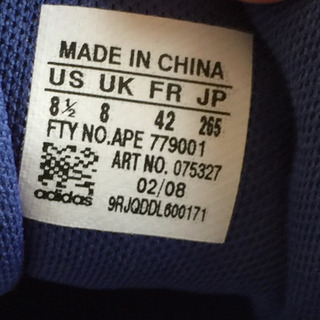 MADE IN CHINA
US UK FR JP
8½ 8 42 265
FTY NO.APE 779001
ART NO. 075327
02/08
adidas 9RJQDDL600171